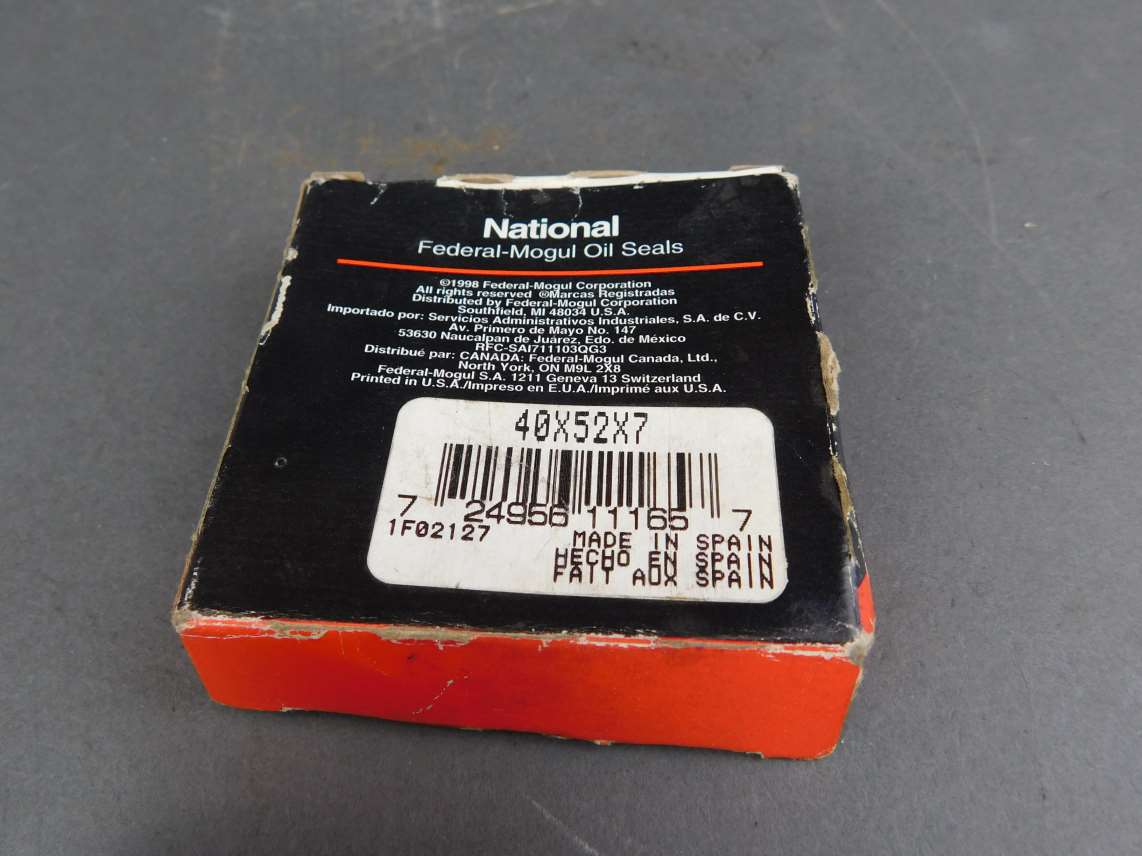 National
Federal-Mogul Oil Seals
©1998 Federal-Mogul Corporation
All rights reserved ®Marcas Registradas
Distributed by Federal-Mogul Corporation
Southfield, MI 48034 U.S.A.
Importado por: Servicios Administrativos Industriales, S.A. de C.V.
Av. Primero de Mayo No. 147
53630 Naucalpan de Juárez, Edo. de México
RFC-SAI711103QG3
Distribué par: CANADA: Federal-Mogul Canada, Ltd.,
North York, ON M9L 2X8
Federal-Mogul S.A. 1211 Geneva 13 Switzerland
Printed in U.S.A./Impreso en E.U.A./Imprimé aux U.S.A.
40X52X7
7 24956 11165 7
1F02127
MADE IN SPAIN
HECHO EN SPAIN
FAIT AUX SPAIN